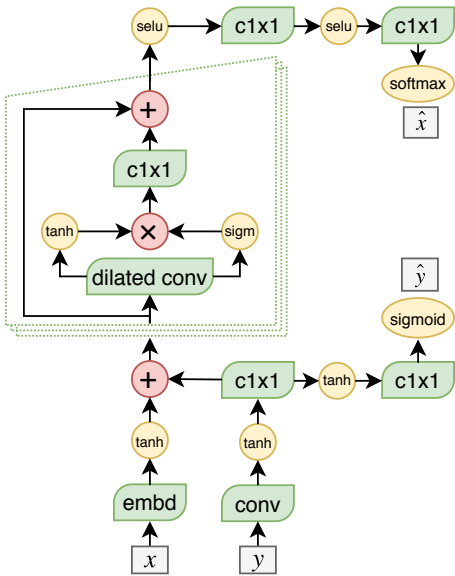 selu c1x1 selu c1x1
softmax
x̂
+
c1x1
tanh × sigm
dilated conv
ŷ
sigmoid
+ c1x1 tanh c1x1
tanh tanh
embd conv
x y